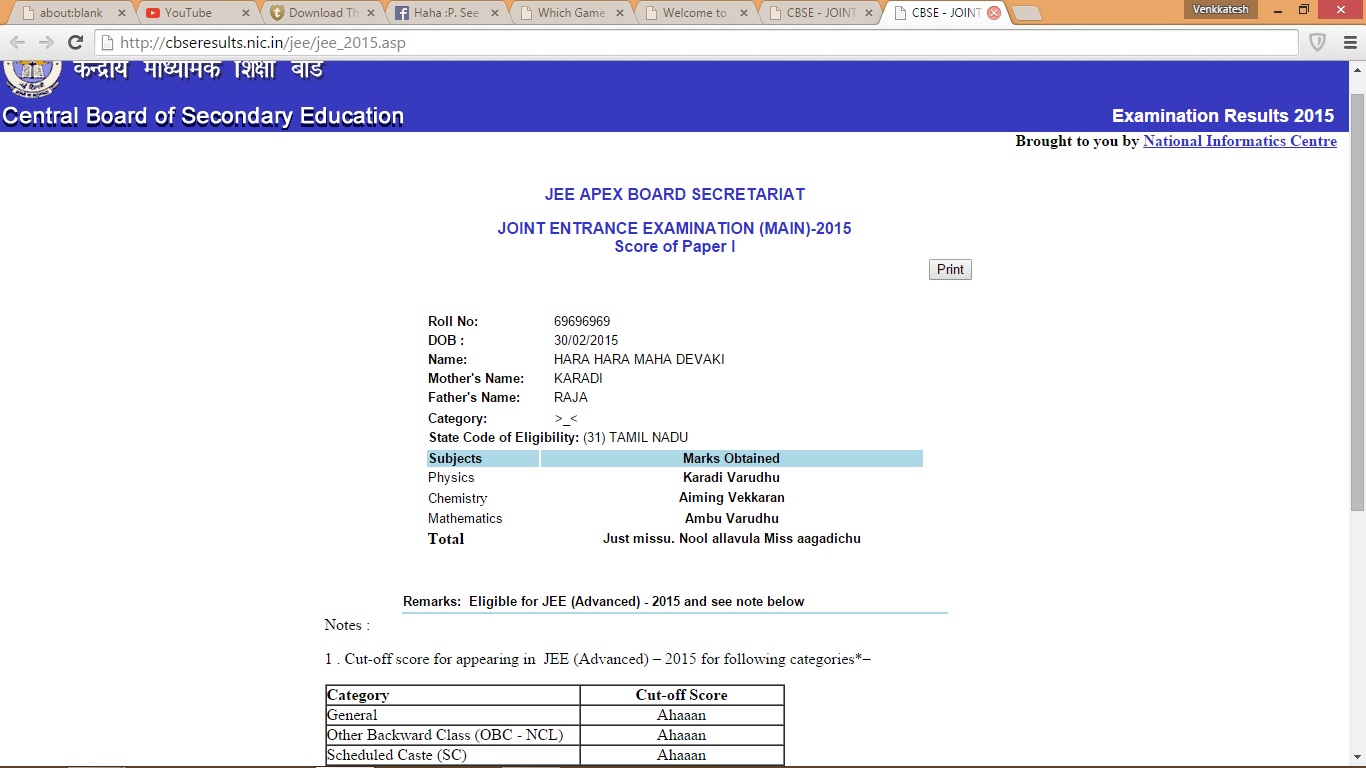 about:blank
YouTube
Download Th
Haha :P. See
Which Game
Welcome to
CBSE - JOINT
CBSE - JOINT
Venkkatesh
http://cbseresults.nic.in/jee/jee_2015.asp
केन्द्रीय माध्यमिक शिक्षा बोर्ड
Central Board of Secondary Education
Examination Results 2015
Brought to you by National Informatics Centre
JEE APEX BOARD SECRETARIAT
JOINT ENTRANCE EXAMINATION (MAIN)-2015
Score of Paper I
Print
Roll No: 69696969
DOB : 30/02/2015
Name: HARA HARA MAHA DEVAKI
Mother's Name: KARADI
Father's Name: RAJA
Category: >_<
State Code of Eligibility: (31) TAMIL NADU
Subjects Marks Obtained
Physics Karadi Varudhu
Chemistry Aiming Vekkaran
Mathematics Ambu Varudhu
Total Just missu. Nool allavula Miss aagadichu
Remarks: Eligible for JEE (Advanced) - 2015 and see note below
Notes :
1 . Cut-off score for appearing in JEE (Advanced) – 2015 for following categories*–
Category Cut-off Score
General Ahaaan
Other Backward Class (OBC - NCL) Ahaaan
Scheduled Caste (SC) Ahaaan